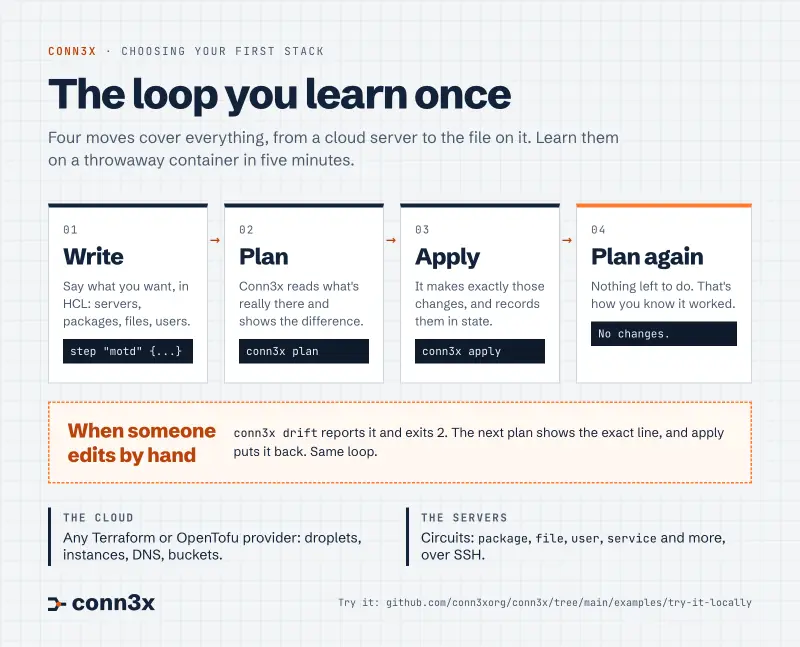 CONN3X · CHOOSING YOUR FIRST STACK
The loop you learn once
Four moves cover everything, from a cloud server to the file on it. Learn them
on a throwaway container in five minutes.
01
Write
Say what you want, in
HCL: servers,
packages, files, users.
step "motd" {...}
→
02
Plan
Conn3x reads what's
really there and
shows the difference.
conn3x plan
→
03
Apply
It makes exactly those
changes, and records
them in state.
conn3x apply
→
04
Plan again
Nothing left to do. That's
how you know it worked.
No changes.
When someone
edits by hand
conn3x drift reports it and exits 2. The next plan shows the exact line, and apply
puts it back. Same loop.
THE CLOUD
Any Terraform or OpenTofu provider: droplets,
instances, DNS, buckets.
THE SERVERS
Circuits: package, file, user, service and more,
over SSH.
conn3x
Try it: github.com/conn3xorg/conn3x/tree/main/examples/try-it-locally